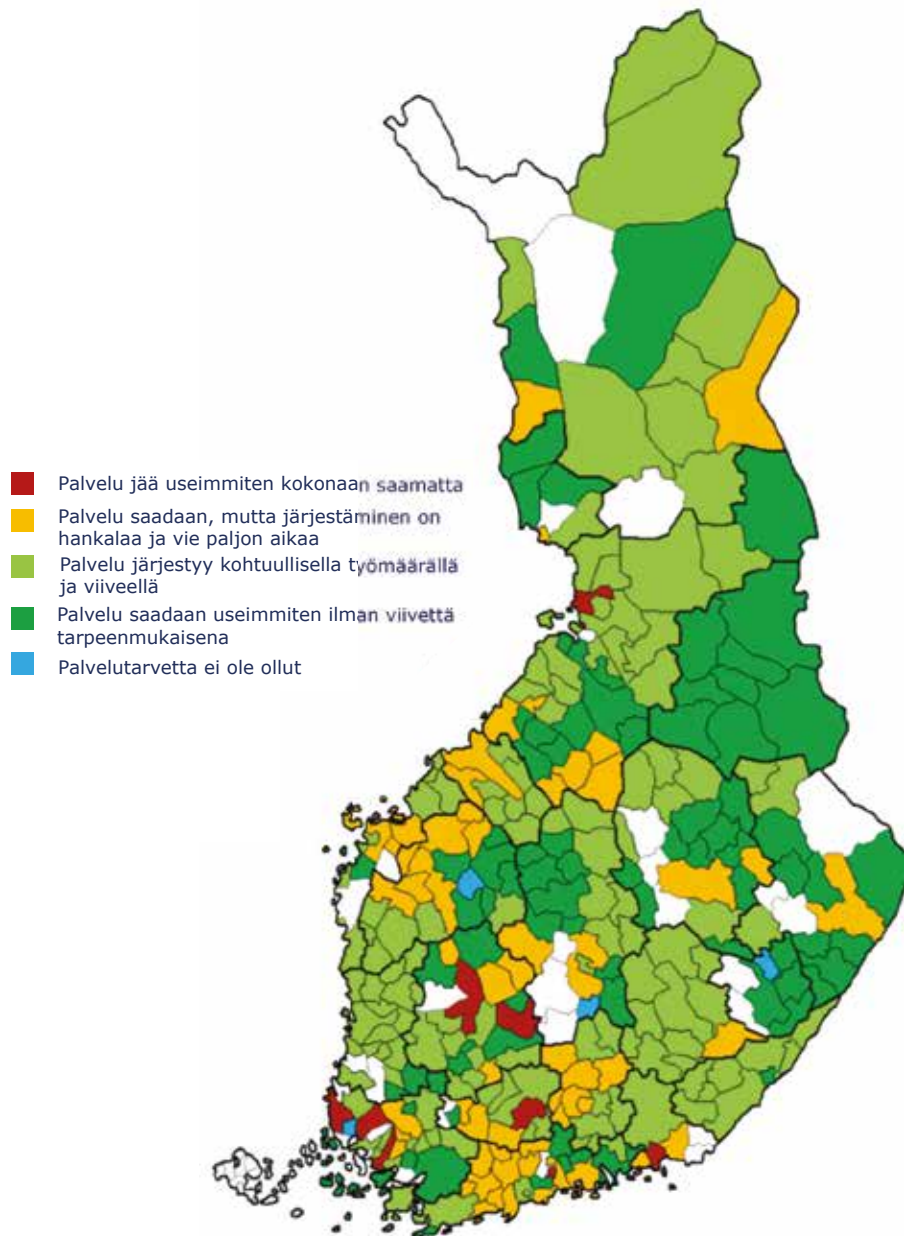 Palvelu jää useimmiten kokonaan saamatta
Palvelu saadaan, mutta järjestäminen on
hankalaa ja vie paljon aikaa
Palvelu järjestyy kohtuullisella työmäärällä
ja viiveellä
Palvelu saadaan useimmiten ilman viivettä
tarpeenmukaisena
Palvelutarvetta ei ole ollut